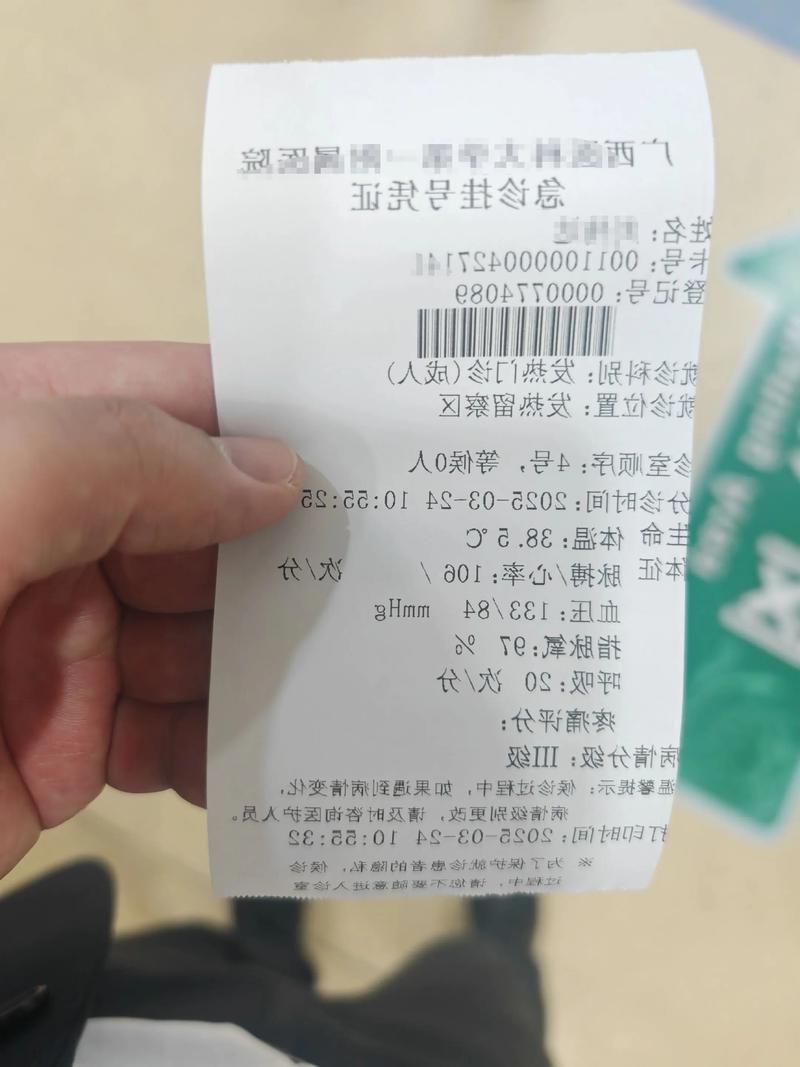 广西医科大学第一附属医院
急诊挂号凭证
姓名：
卡号：0011000004271
登记号：0000774089
就诊科别：发热门诊(成人)
就诊位置：发热留察区
诊室顺序：4号，等候0人
分诊时间：2025-03-24 10:55:25
生命 体温：38.5℃
体征 脉搏/心率：106 / 次/分
血压：133/84 mmHg
指脉氧：97 %
呼吸：20 次/分
疼痛评分：
病情分级：III级
温馨提示：候诊过程中，如果遇到病情变化，
病情级别更改，请及时咨询医护人员。
打印时间：2025-03-24 10:55:32
※ 为了保护就诊患者的隐私，候诊
过程中，请您不要随意进入诊室